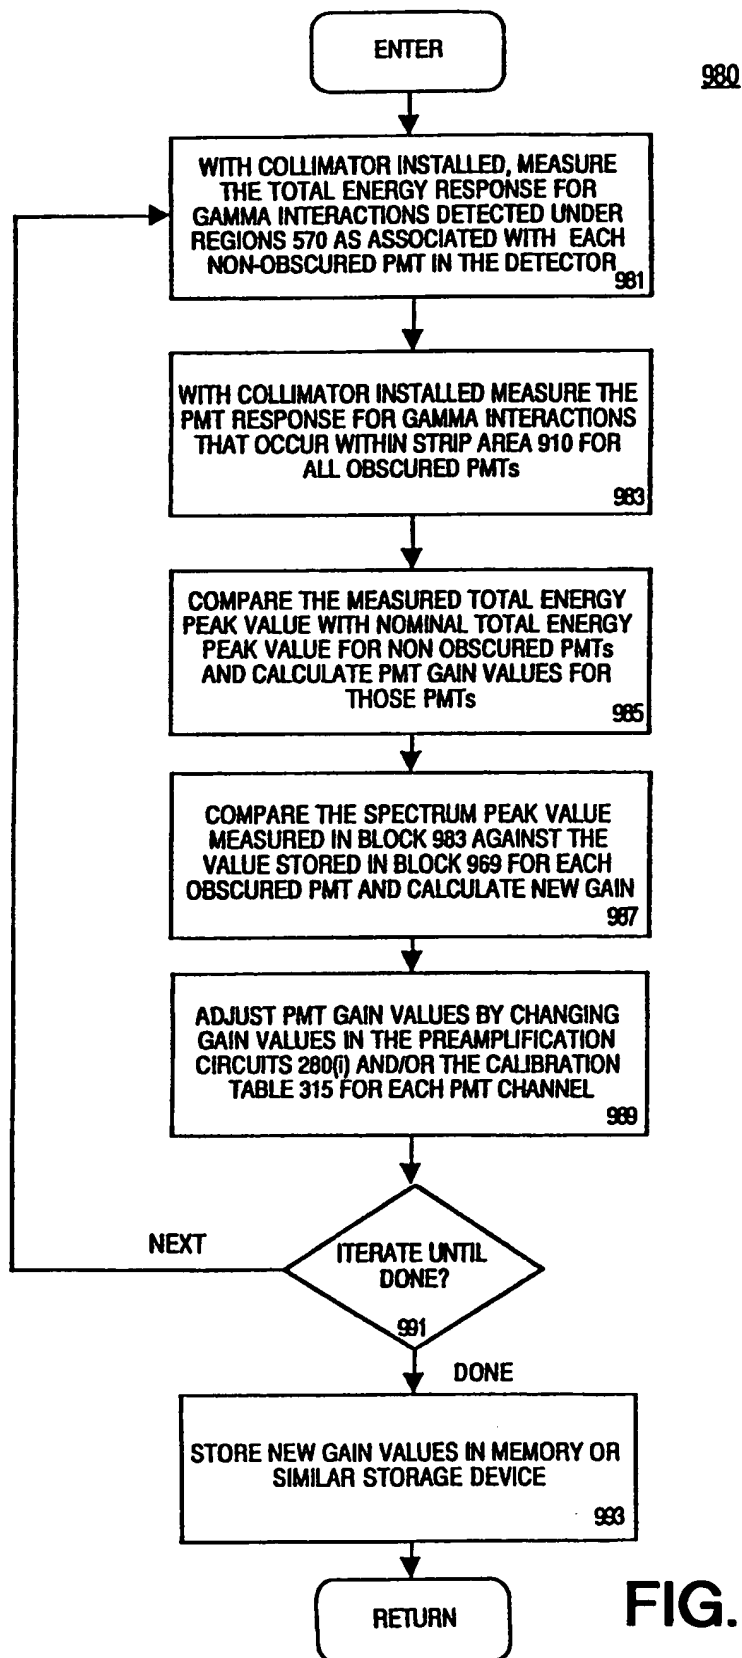 ENTER
980
WITH COLLIMATOR INSTALLED, MEASURE
THE TOTAL ENERGY RESPONSE FOR
GAMMA INTERACTIONS DETECTED UNDER
REGIONS 570 AS ASSOCIATED WITH EACH
NON-OBSCURED PMT IN THE DETECTOR
981
WITH COLLIMATOR INSTALLED MEASURE THE
PMT RESPONSE FOR GAMMA INTERACTIONS
THAT OCCUR WITHIN STRIP AREA 910 FOR
ALL OBSCURED PMTs
983
COMPARE THE MEASURED TOTAL ENERGY
PEAK VALUE WITH NOMINAL TOTAL ENERGY
PEAK VALUE FOR NON OBSCURED PMTs
AND CALCULATE PMT GAIN VALUES FOR
THOSE PMTs
985
COMPARE THE SPECTRUM PEAK VALUE
MEASURED IN BLOCK 983 AGAINST THE
VALUE STORED IN BLOCK 969 FOR EACH
OBSCURED PMT AND CALCULATE NEW GAIN
987
ADJUST PMT GAIN VALUES BY CHANGING
GAIN VALUES IN THE PREAMPLIFICATION
CIRCUITS 280(i) AND/OR THE CALIBRATION
TABLE 315 FOR EACH PMT CHANNEL
989
NEXT
ITERATE UNTIL
DONE?
991
DONE
STORE NEW GAIN VALUES IN MEMORY OR
SIMILAR STORAGE DEVICE
993
RETURN
FIG.